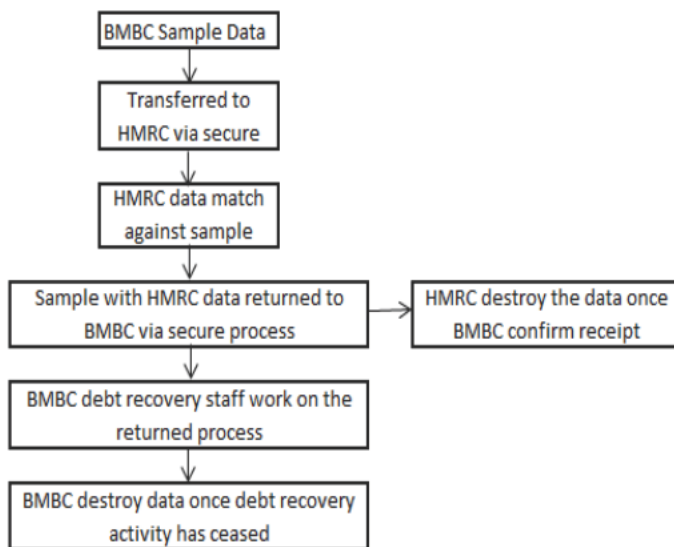 BMBC Sample Data
Transferred to
HMRC via secure
HMRC data match
against sample
Sample with HMRC data returned to
BMBC via secure process
HMRC destroy the data once
BMBC confirm receipt
BMBC debt recovery staff work on the
returned process
BMBC destroy data once debt recovery
activity has ceased